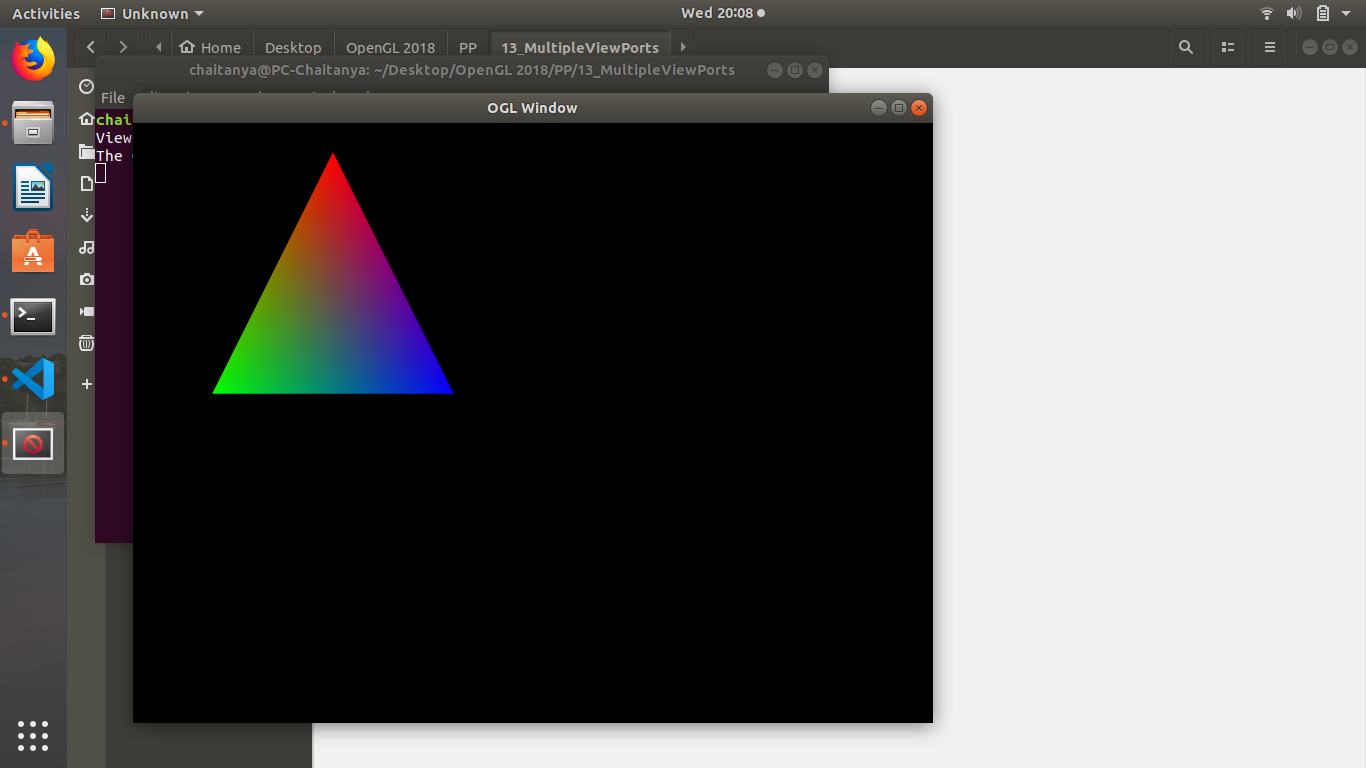 Activities Unknown Wed 20:08
Home Desktop OpenGL 2018 PP 13_MultipleViewPorts
chaitanya@PC-Chaitanya: ~/Desktop/OpenGL 2018/PP/13_MultipleViewPorts
File
OGL Window
chai
View
The